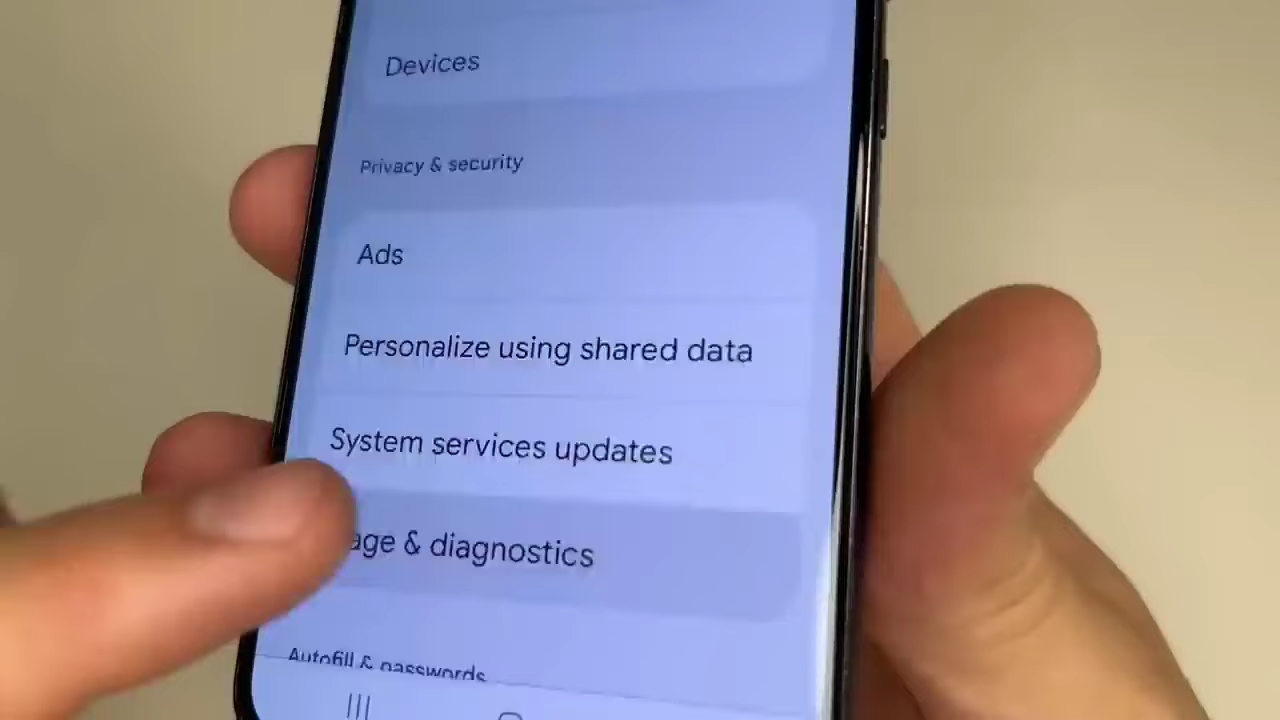 Devices
Privacy & security
Ads
Personalize using shared data
System services updates
age & diagnostics
Autofill & passwords